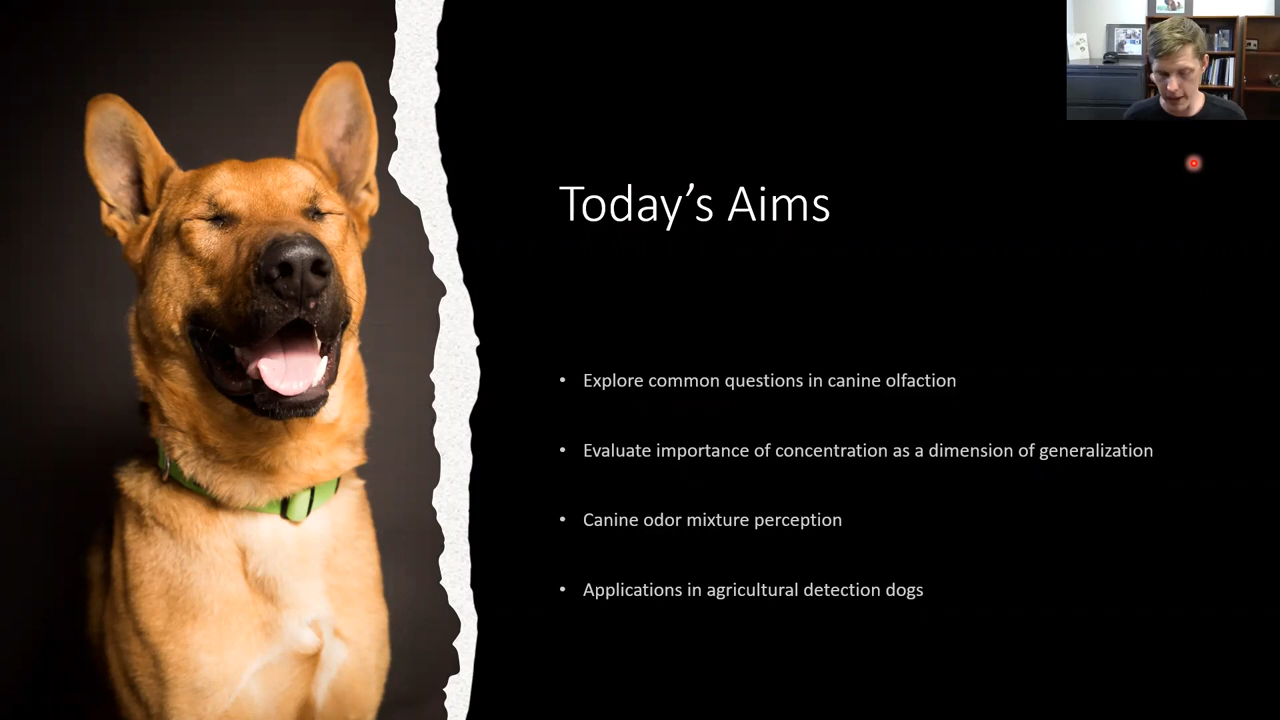 Today’s Aims
• Explore common questions in canine olfaction
• Evaluate importance of concentration as a dimension of generalization
• Canine odor mixture perception
• Applications in agricultural detection dogs